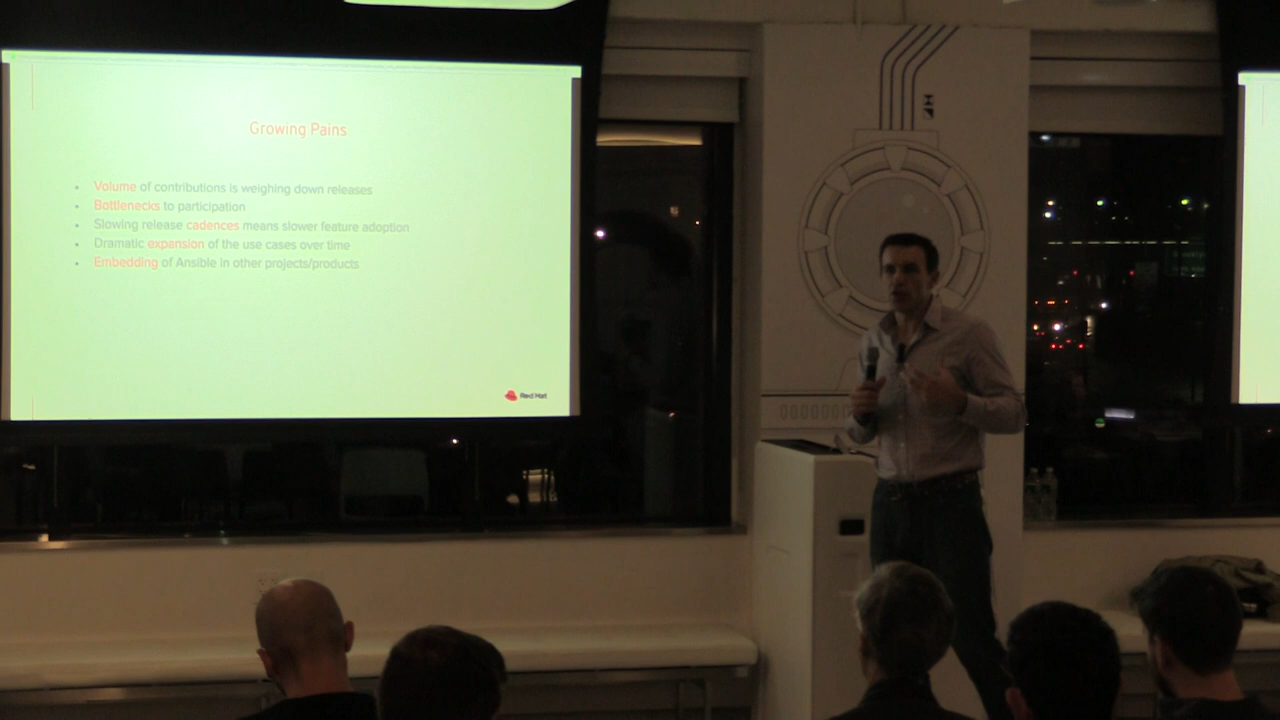 Growing Pains
• Volume of contributions is weighing down releases
• Bottlenecks to participation
• Slowing release cadences means slower feature adoption
• Dramatic expansion of the use cases over time
• Embedding of Ansible in other projects/products
Red Hat